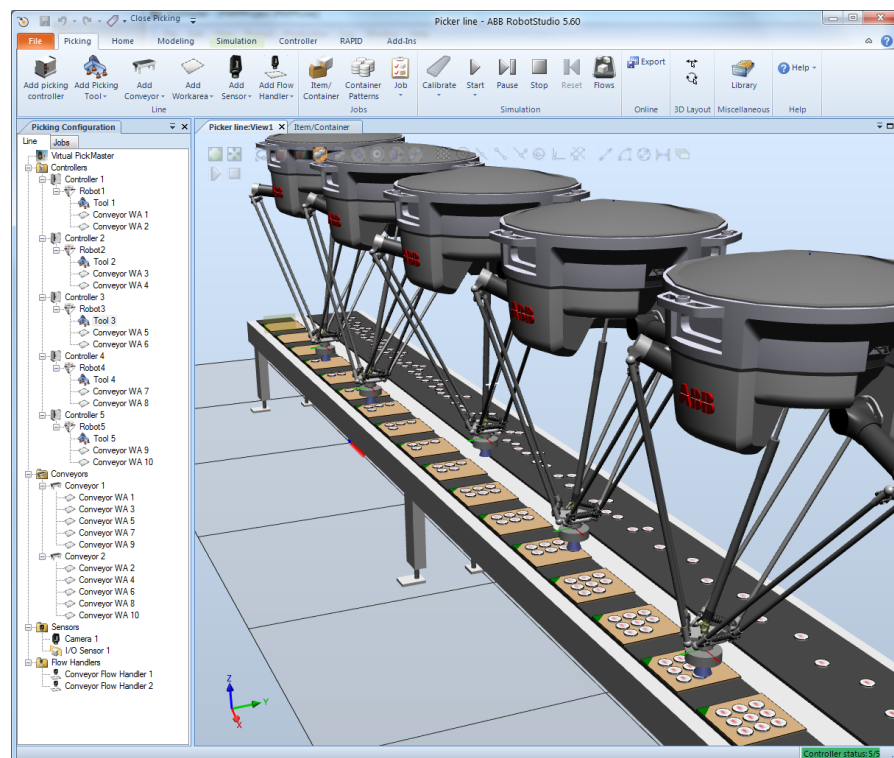 Close Picking
Picker line - ABB RobotStudio 5.60
File Picking Home Modeling Simulation Controller RAPID Add-Ins
Add picking controller
Add Picking Tool
Add Conveyor
Add Workarea
Add Sensor
Add Flow Handler
Item/ Container
Container Patterns
Job
Calibrate
Start
Pause
Stop
Reset
Flows
Export
Library
Help
Line
Jobs
Simulation
Online
3D Layout
Miscellaneous
Help
Picking Configuration
Line Jobs
Virtual PickMaster
Controllers
Controller 1
Robot1
Tool 1
Conveyor WA 1
Conveyor WA 2
Controller 2
Robot2
Tool 2
Conveyor WA 3
Conveyor WA 4
Controller 3
Robot3
Tool 3
Conveyor WA 5
Conveyor WA 6
Controller 4
Robot4
Tool 4
Conveyor WA 7
Conveyor WA 8
Controller 5
Robot5
Tool 5
Conveyor WA 9
Conveyor WA 10
Conveyors
Conveyor 1
Conveyor WA 1
Conveyor WA 3
Conveyor WA 5
Conveyor WA 7
Conveyor WA 9
Conveyor 2
Conveyor WA 2
Conveyor WA 4
Conveyor WA 6
Conveyor WA 8
Conveyor WA 10
Sensors
Camera 1
I/O Sensor 1
Flow Handlers
Conveyor Flow Handler 1
Conveyor Flow Handler 2
Picker line:View1 Item/Container
ABB
ABB
ABB
ABB
ABB
Z
Y
X
Controller status: 5/5